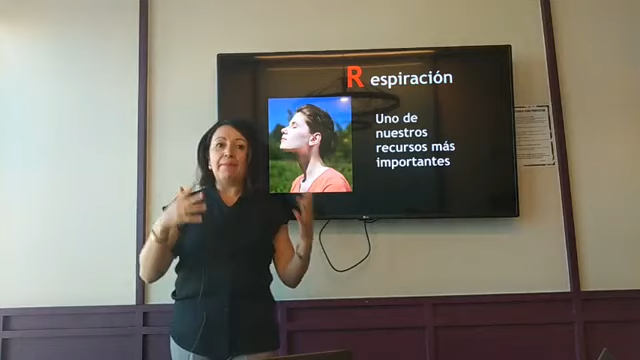 Respiración
Uno de
nuestros
recursos más
importantes